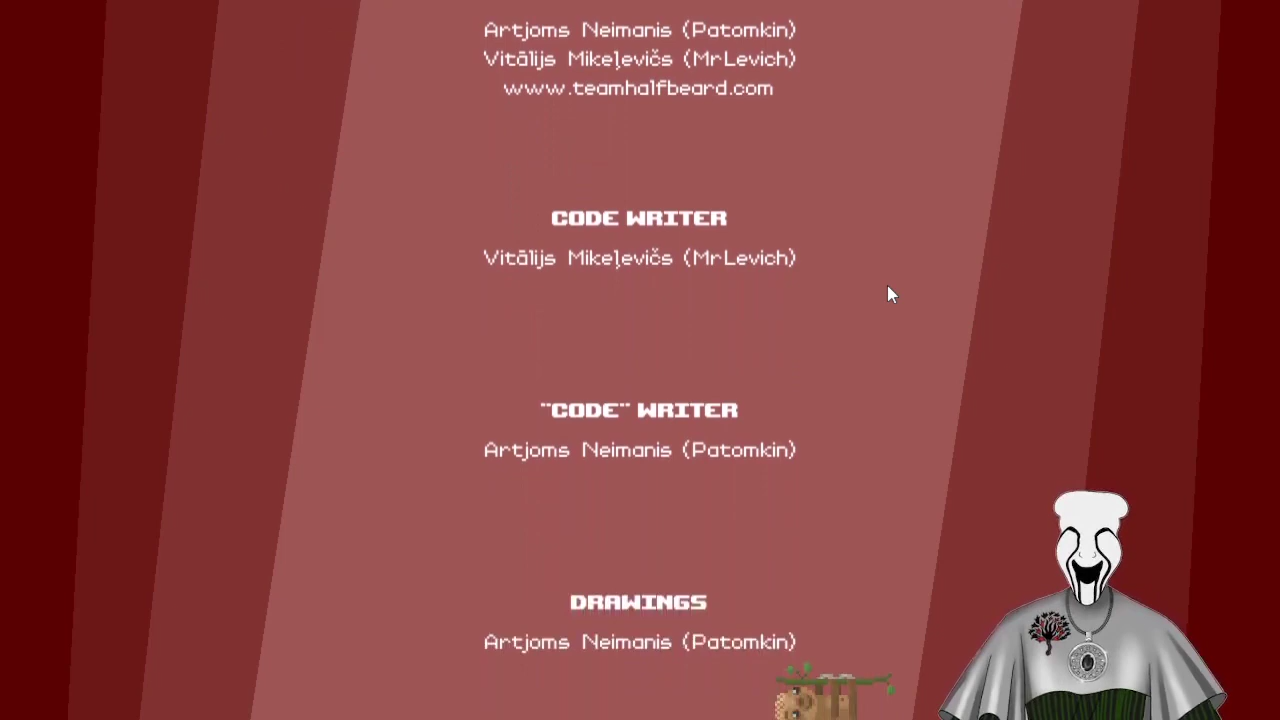 Artjoms Neimanis (Patomkin)
Vitālijs Mikeļevičs (MrLevich)
www.teamhalfbeard.com
CODE WRITER
Vitālijs Mikeļevičs (MrLevich)
"CODE" WRITER
Artjoms Neimanis (Patomkin)
DRAWINGS
Artjoms Neimanis (Patomkin)